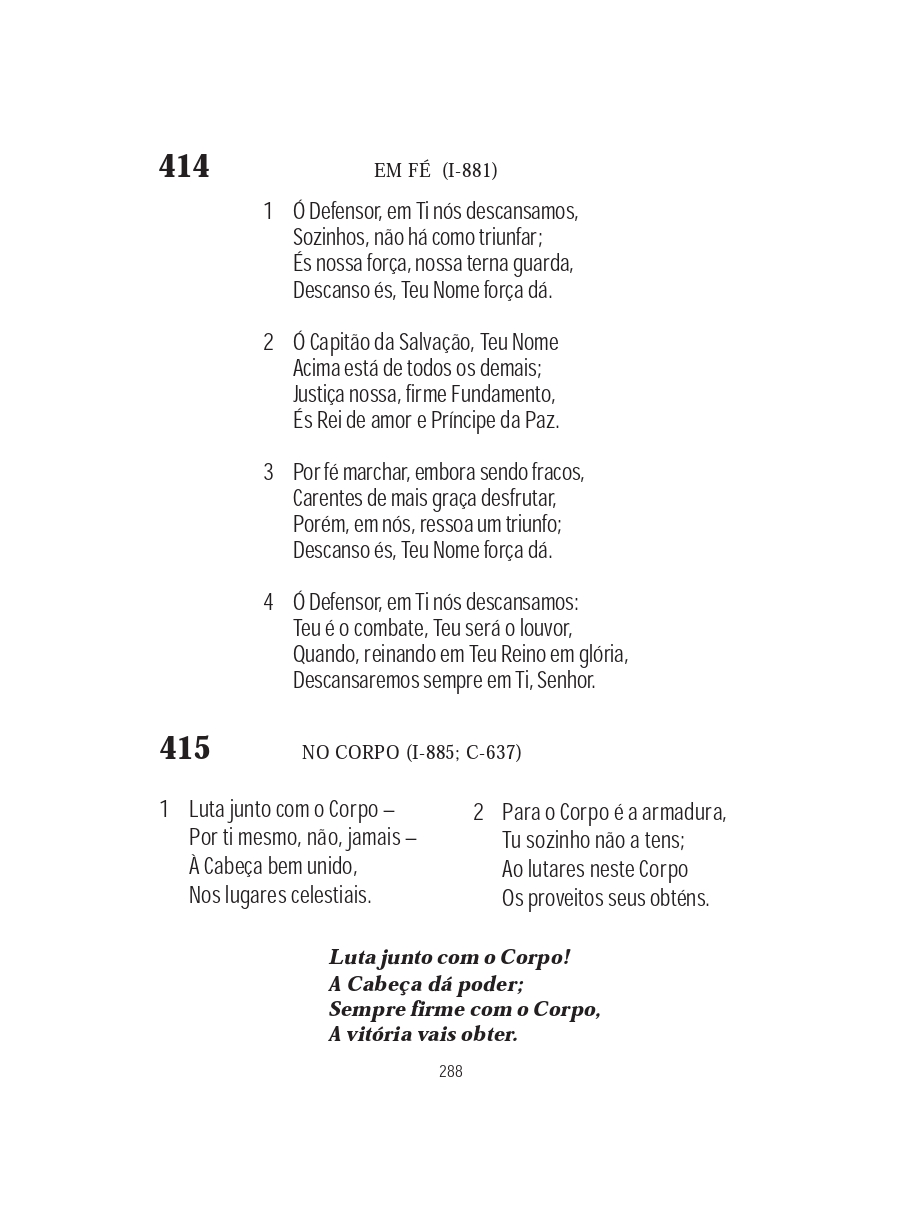 414 EM FÉ (I-881)
1 Ó Defensor, em Ti nós descansamos,
Sozinhos, não há como triunfar;
És nossa força, nossa terna guarda,
Descanso és, Teu Nome força dá.
2 Ó Capitão da Salvação, Teu Nome
Acima está de todos os demais;
Justiça nossa, firme Fundamento,
És Rei de amor e Príncipe da Paz.
3 Por fé marchar, embora sendo fracos,
Carentes de mais graça desfrutar,
Porém, em nós, ressoa um triunfo;
Descanso és, Teu Nome força dá.
4 Ó Defensor, em Ti nós descansamos:
Teu é o combate, Teu será o louvor,
Quando, reinando em Teu Reino em glória,
Descansaremos sempre em Ti, Senhor.
415 NO CORPO (I-885; C-637)
1 Luta junto com o Corpo –
Por ti mesmo, não, jamais –
À Cabeça bem unido,
Nos lugares celestiais.
2 Para o Corpo é a armadura,
Tu sozinho não a tens;
Ao lutares neste Corpo
Os proveitos seus obténs.
Luta junto com o Corpo!
A Cabeça dá poder;
Sempre firme com o Corpo,
A vitória vais obter.
288